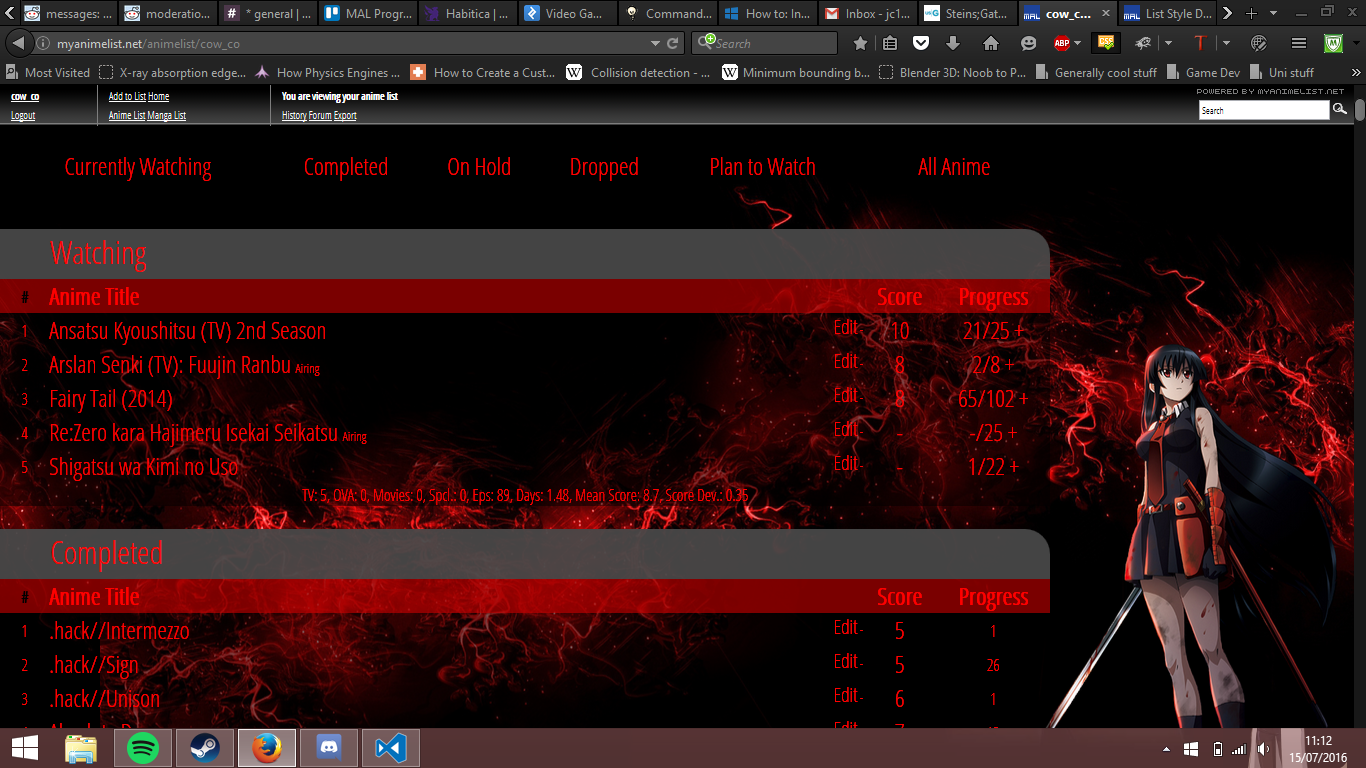 messages: ... moderatio... * general | ... MAL Progr... Habitica | ... Video Ga... Command... How to: In... Inbox - jc1... Steins;Gat... cow_c... List Style D...
myanimelist.net/animelist/cow_co Search
Most Visited X-ray absorption edge... How Physics Engines ... How to Create a Cust... Collision detection - ... Minimum bounding b... Blender 3D: Noob to P... Generally cool stuff Game Dev Uni stuff
cow_co Add to List Home You are viewing your anime list POWERED BY MYANIMELIST.NET
Logout Anime List Manga List History Forum Export Search
Currently Watching Completed On Hold Dropped Plan to Watch All Anime
Watching
# Anime Title Score Progress
1 Ansatsu Kyoushitsu (TV) 2nd Season Edit - 10 21/25 +
2 Arslan Senki (TV): Fuujin Ranbu Airing Edit - 8 2/8 +
3 Fairy Tail (2014) Edit - 8 65/102 +
4 Re:Zero kara Hajimeru Isekai Seikatsu Airing Edit - - -/25 +
5 Shigatsu wa Kimi no Uso Edit - - 1/22 +
TV: 5, OVA: 0, Movies: 0, Spcl.: 0, Eps: 89, Days: 1.48, Mean Score: 8.7, Score Dev.: 0.35
Completed
# Anime Title Score Progress
1 .hack//Intermezzo Edit - 5 1
2 .hack//Sign Edit - 5 26
3 .hack//Unison Edit - 6 1
11:12
15/07/2016